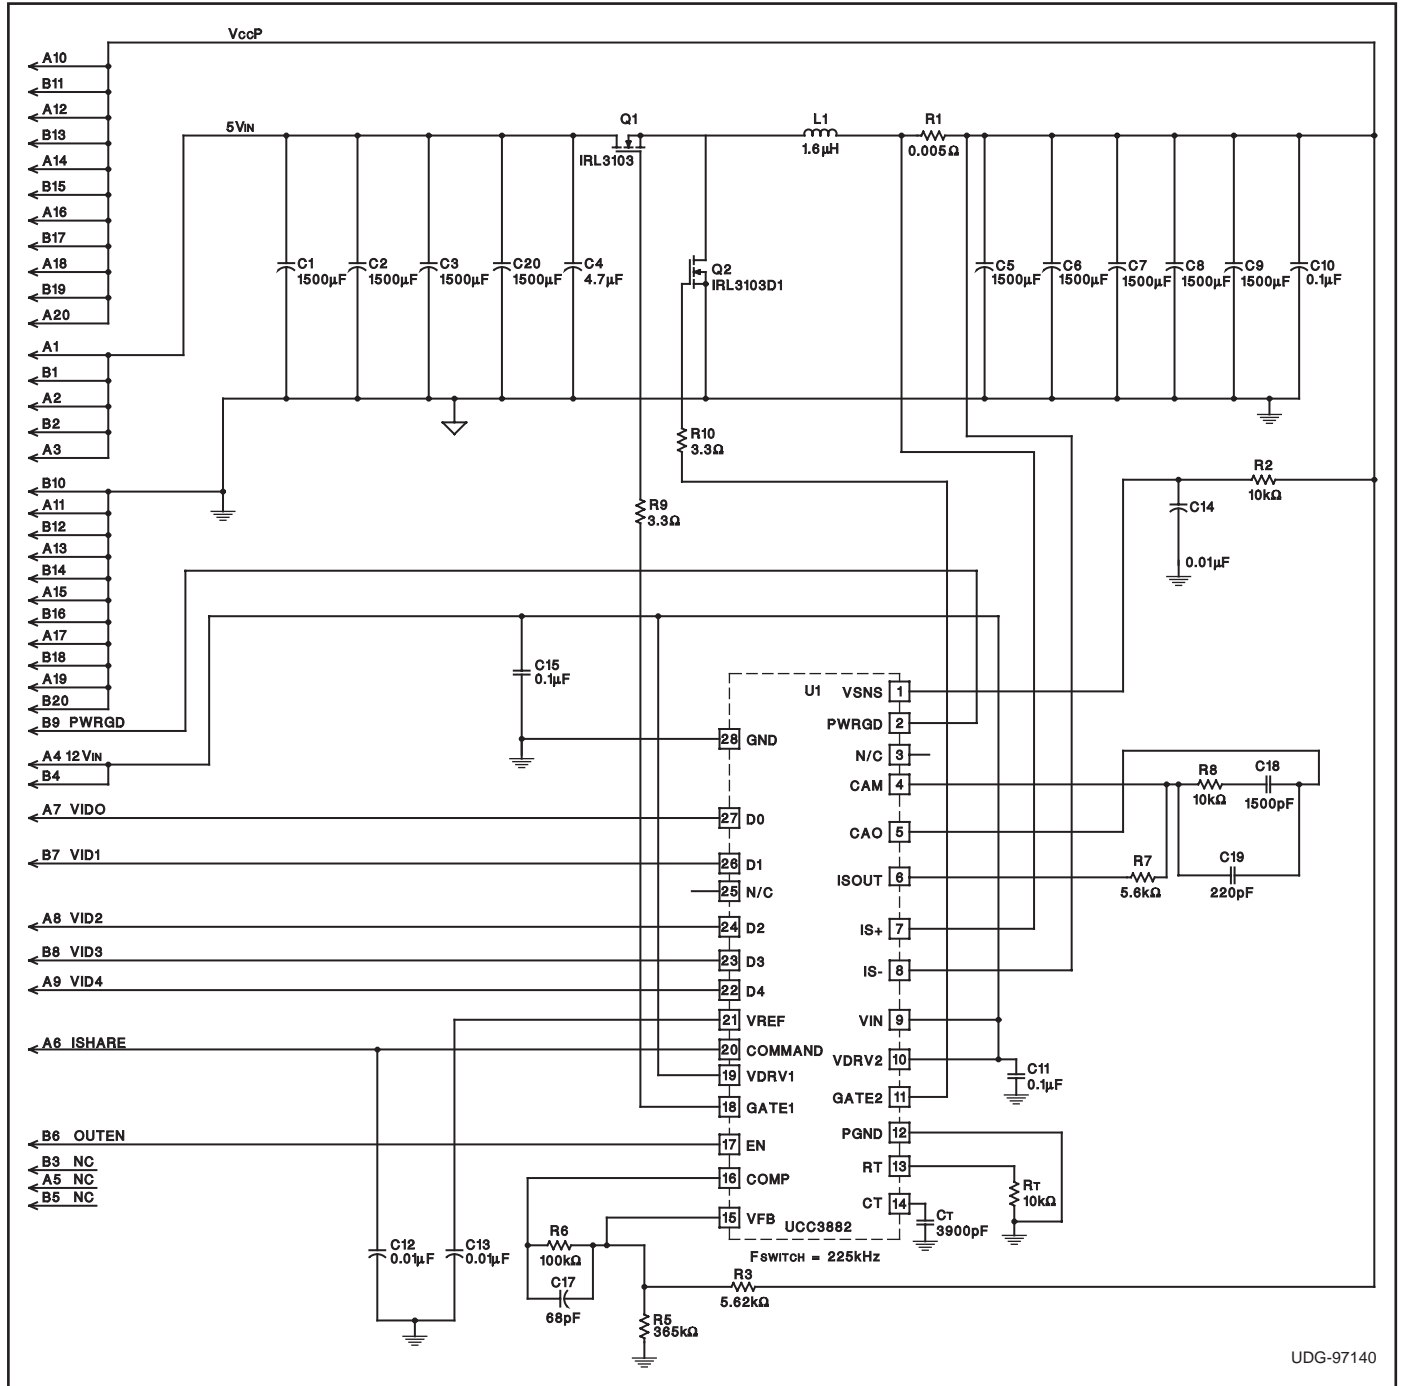 VccP
A10
B11
A12
B13
A14
B15
A16
B17
A18
B19
A20
5VIN
Q1
IRL3103
L1
1.6µH
R1
0.005Ω
C1
1500µF
C2
1500µF
C3
1500µF
C20
1500µF
C4
4.7µF
Q2
IRL3103D1
C5
1500µF
C6
1500µF
C7
1500µF
C8
1500µF
C9
1500µF
C10
0.1µF
A1
B1
A2
B2
A3
R10
3.3Ω
R9
3.3Ω
R2
10kΩ
C14
0.01µF
B10
A11
B12
A13
B14
A15
B16
A17
B18
A19
B20
B9 PWRGD
A4 12VIN
B4
A7 VIDO
B7 VID1
A8 VID2
B8 VID3
A9 VID4
A6 ISHARE
B6 OUTEN
B3 NC
A5 NC
B5 NC
C15
0.1µF
U1
28 GND
27 D0
26 D1
25 N/C
24 D2
23 D3
22 D4
21 VREF
20 COMMAND
19 VDRV1
18 GATE1
17 EN
16 COMP
15 VFB
VSNS 1
PWRGD 2
N/C 3
CAM 4
CAO 5
ISOUT 6
IS+ 7
IS- 8
VIN 9
VDRV2 10
GATE2 11
PGND 12
RT 13
CT 14
UCC3882
FSWITCH = 225kHz
R8
10kΩ
C18
1500pF
R7
5.6kΩ
C19
220pF
C11
0.1µF
RT
10kΩ
CT
3900pF
C12
0.01µF
C13
0.01µF
R6
100kΩ
C17
68pF
R3
5.62kΩ
R5
365kΩ
UDG-97140